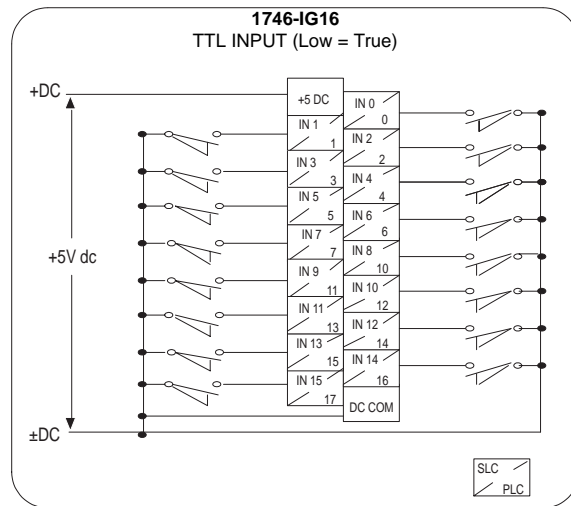 1746-IG16
TTL INPUT (Low = True)
+DC
+5 DC
IN 0
0
IN 1
1
IN 2
2
IN 3
3
IN 4
4
IN 5
5
IN 6
6
+5V dc
IN 7
7
IN 8
10
IN 9
11
IN 10
12
IN 11
13
IN 12
14
IN 13
15
IN 14
16
IN 15
17
DC COM
±DC
SLC
PLC